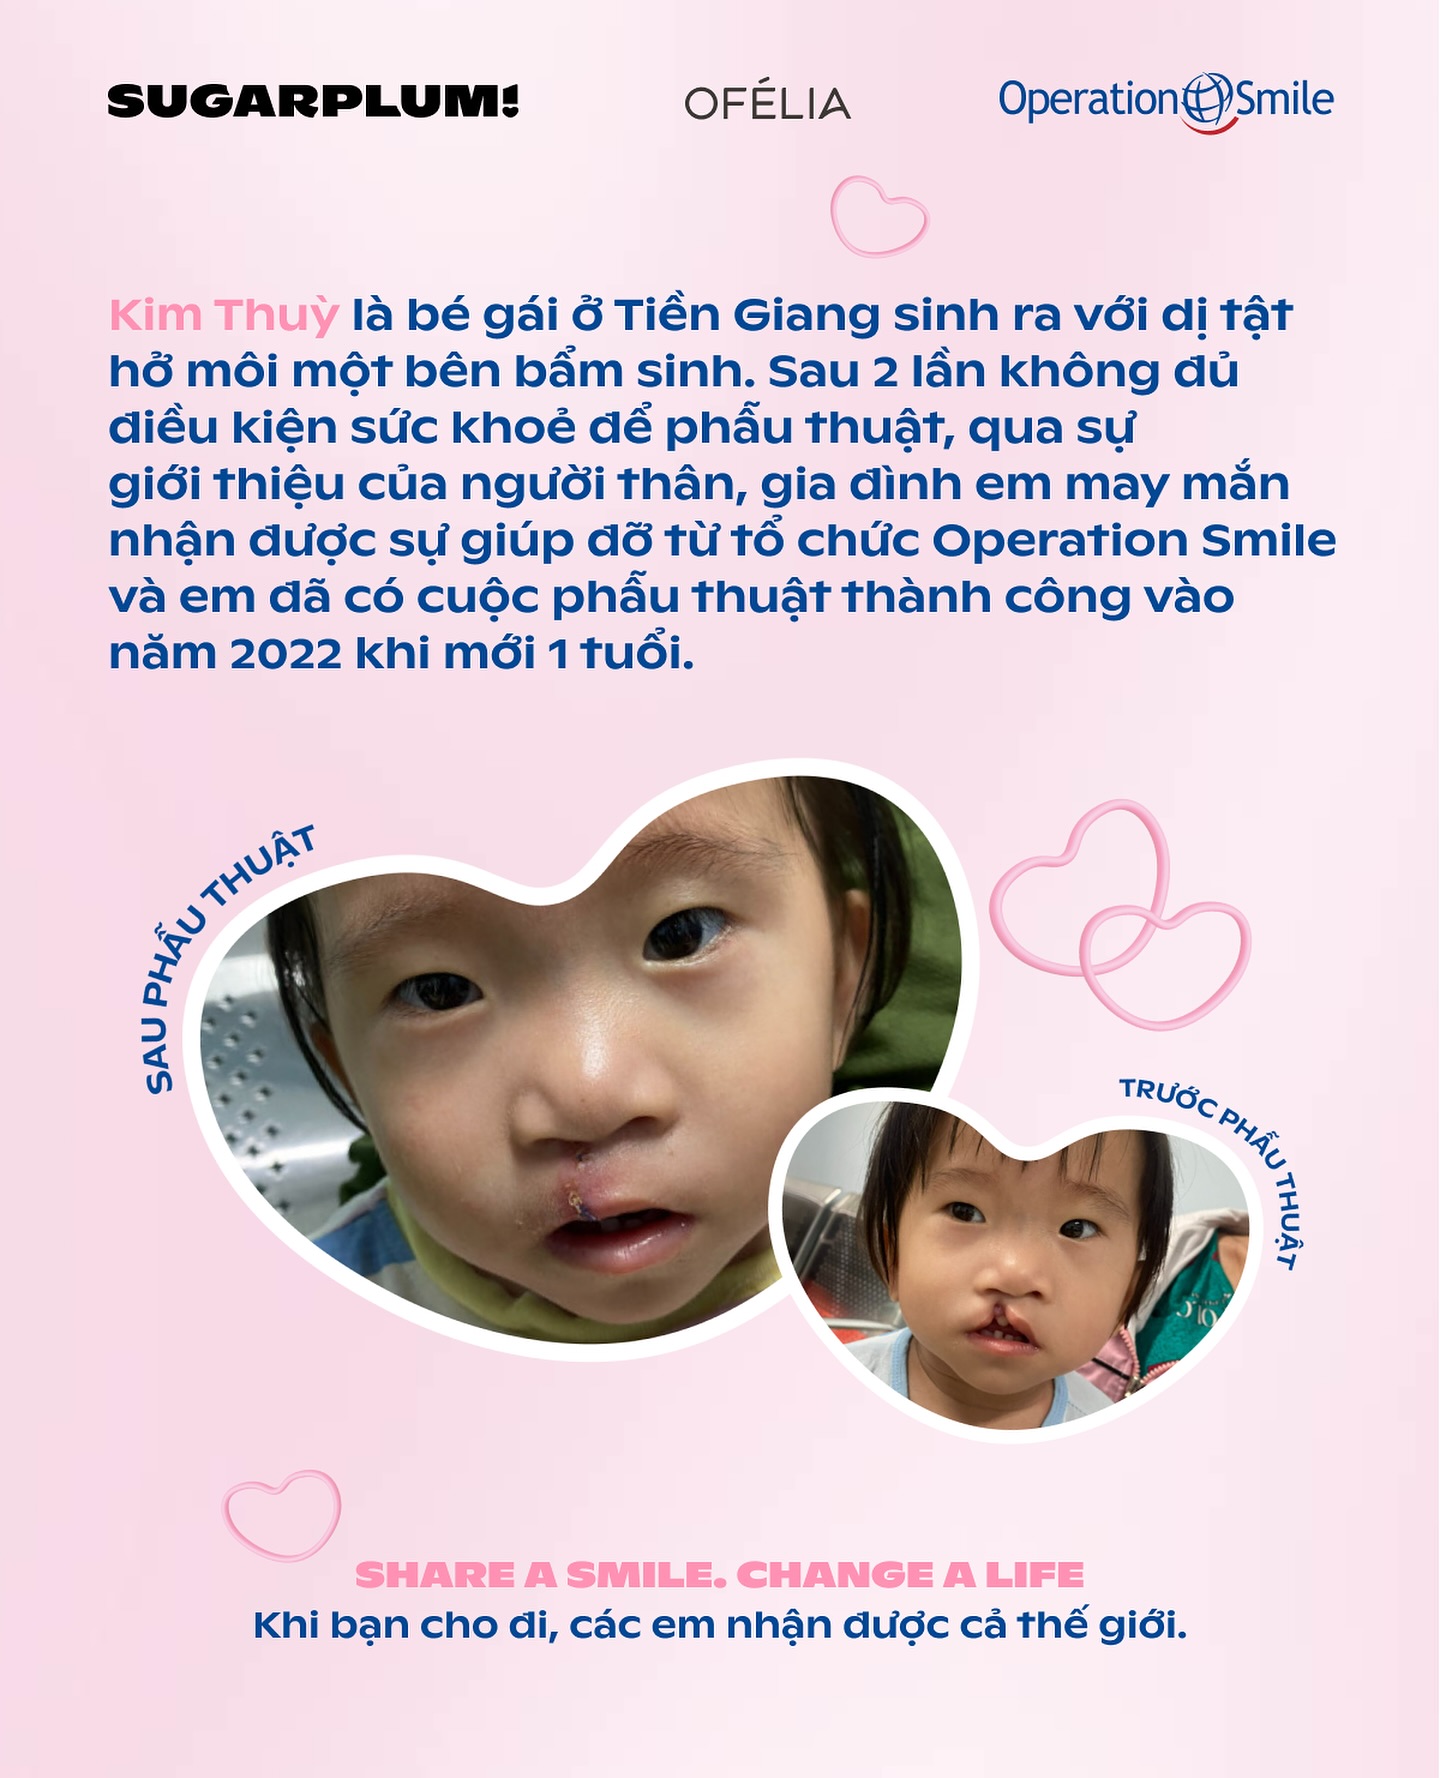 SUGARPLUM!
OFÉLIA
Operation Smile
Kim Thuỳ là bé gái ở Tiền Giang sinh ra với dị tật
hở môi một bên bẩm sinh. Sau 2 lần không đủ
điều kiện sức khoẻ để phẫu thuật, qua sự
giới thiệu của người thân, gia đình em may mắn
nhận được sự giúp đỡ từ tổ chức Operation Smile
và em đã có cuộc phẫu thuật thành công vào
năm 2022 khi mới 1 tuổi.
SAU PHẪU THUẬT
TRƯỚC PHẪU THUẬT
SHARE A SMILE. CHANGE A LIFE
Khi bạn cho đi, các em nhận được cả thế giới.